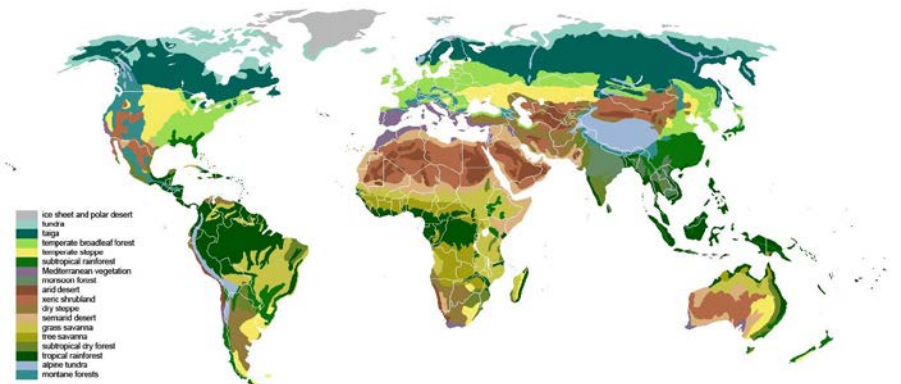 ice sheet and polar desert
tundra
taiga
temperate broadleaf forest
temperate steppe
subtropical rainforest
Mediterranean vegetation
monsoon forest
arid desert
xeric shrubland
dry steppe
semiarid desert
grass savanna
tree savanna
subtropical dry forest
tropical rainforest
alpine tundra
montane forests